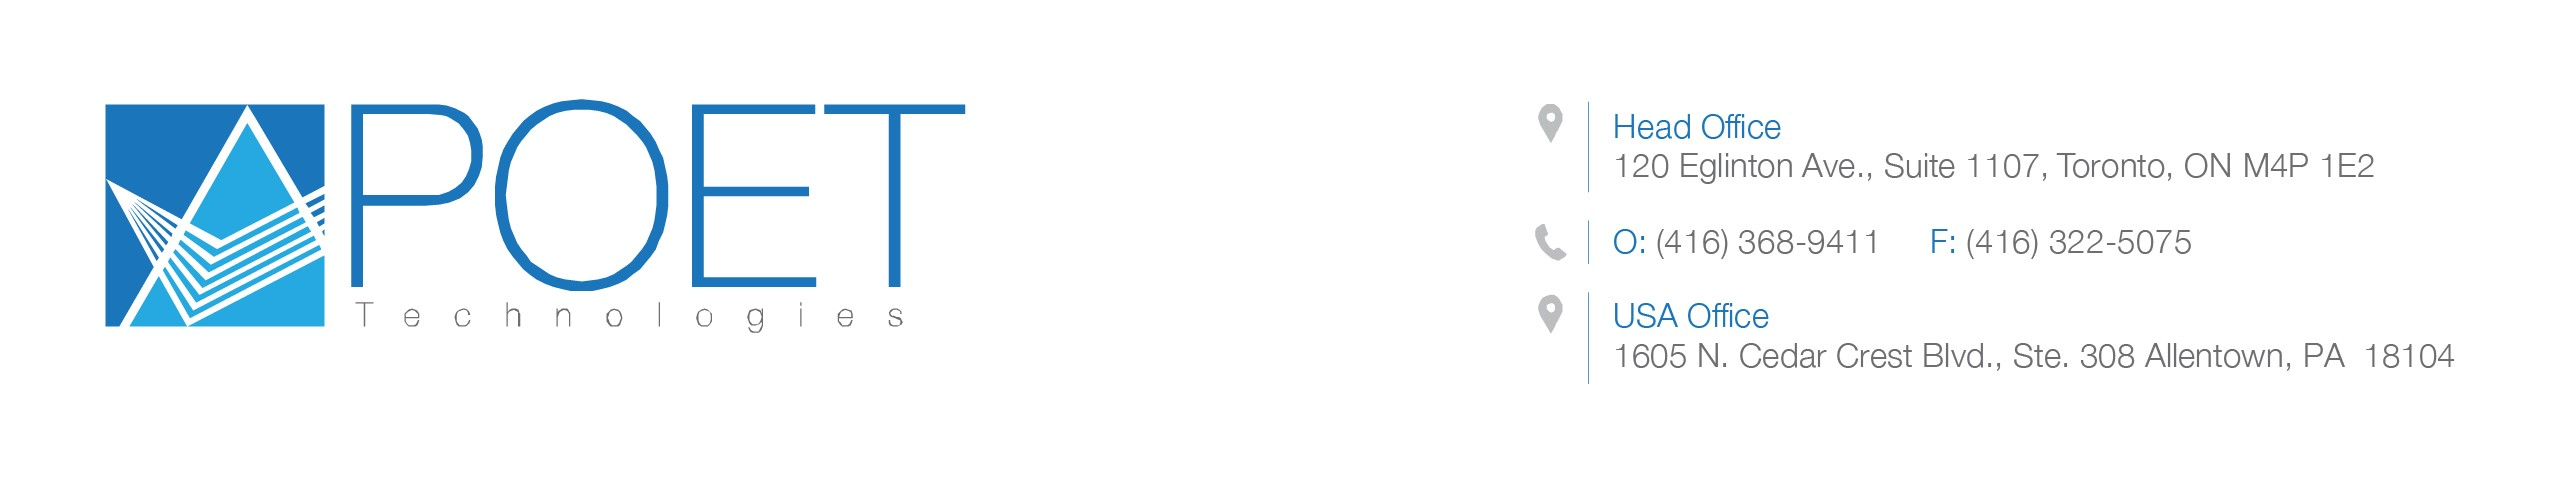 POET
Technologies
Head Office
120 Eglinton Ave., Suite 1107, Toronto, ON M4P 1E2
O: (416) 368-9411 F: (416) 322-5075
USA Office
1605 N. Cedar Crest Blvd., Ste. 308 Allentown, PA 18104